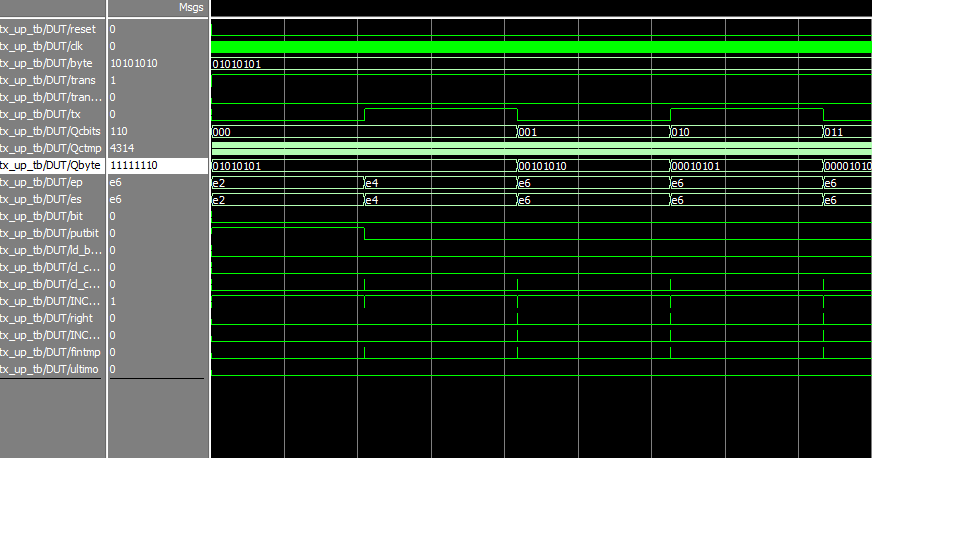 Msgs
tx_up_tb/DUT/reset 0
tx_up_tb/DUT/clk 0
tx_up_tb/DUT/byte 10101010 01010101
tx_up_tb/DUT/trans 1
tx_up_tb/DUT/tran... 0
tx_up_tb/DUT/tx 0
tx_up_tb/DUT/Qcbits 110 000 001 010 011
tx_up_tb/DUT/Qctmp 4314
tx_up_tb/DUT/Qbyte 11111110 01010101 00101010 00010101 00001010
tx_up_tb/DUT/ep e6 e2 e4 e6 e6 e6
tx_up_tb/DUT/es e6 e2 e4 e6 e6 e6
tx_up_tb/DUT/bit 0
tx_up_tb/DUT/putbit 0
tx_up_tb/DUT/ld_b... 0
tx_up_tb/DUT/cl_c... 0
tx_up_tb/DUT/cl_c... 0
tx_up_tb/DUT/INC... 1
tx_up_tb/DUT/right 0
tx_up_tb/DUT/INC... 0
tx_up_tb/DUT/fintmp 0
tx_up_tb/DUT/ultimo 0